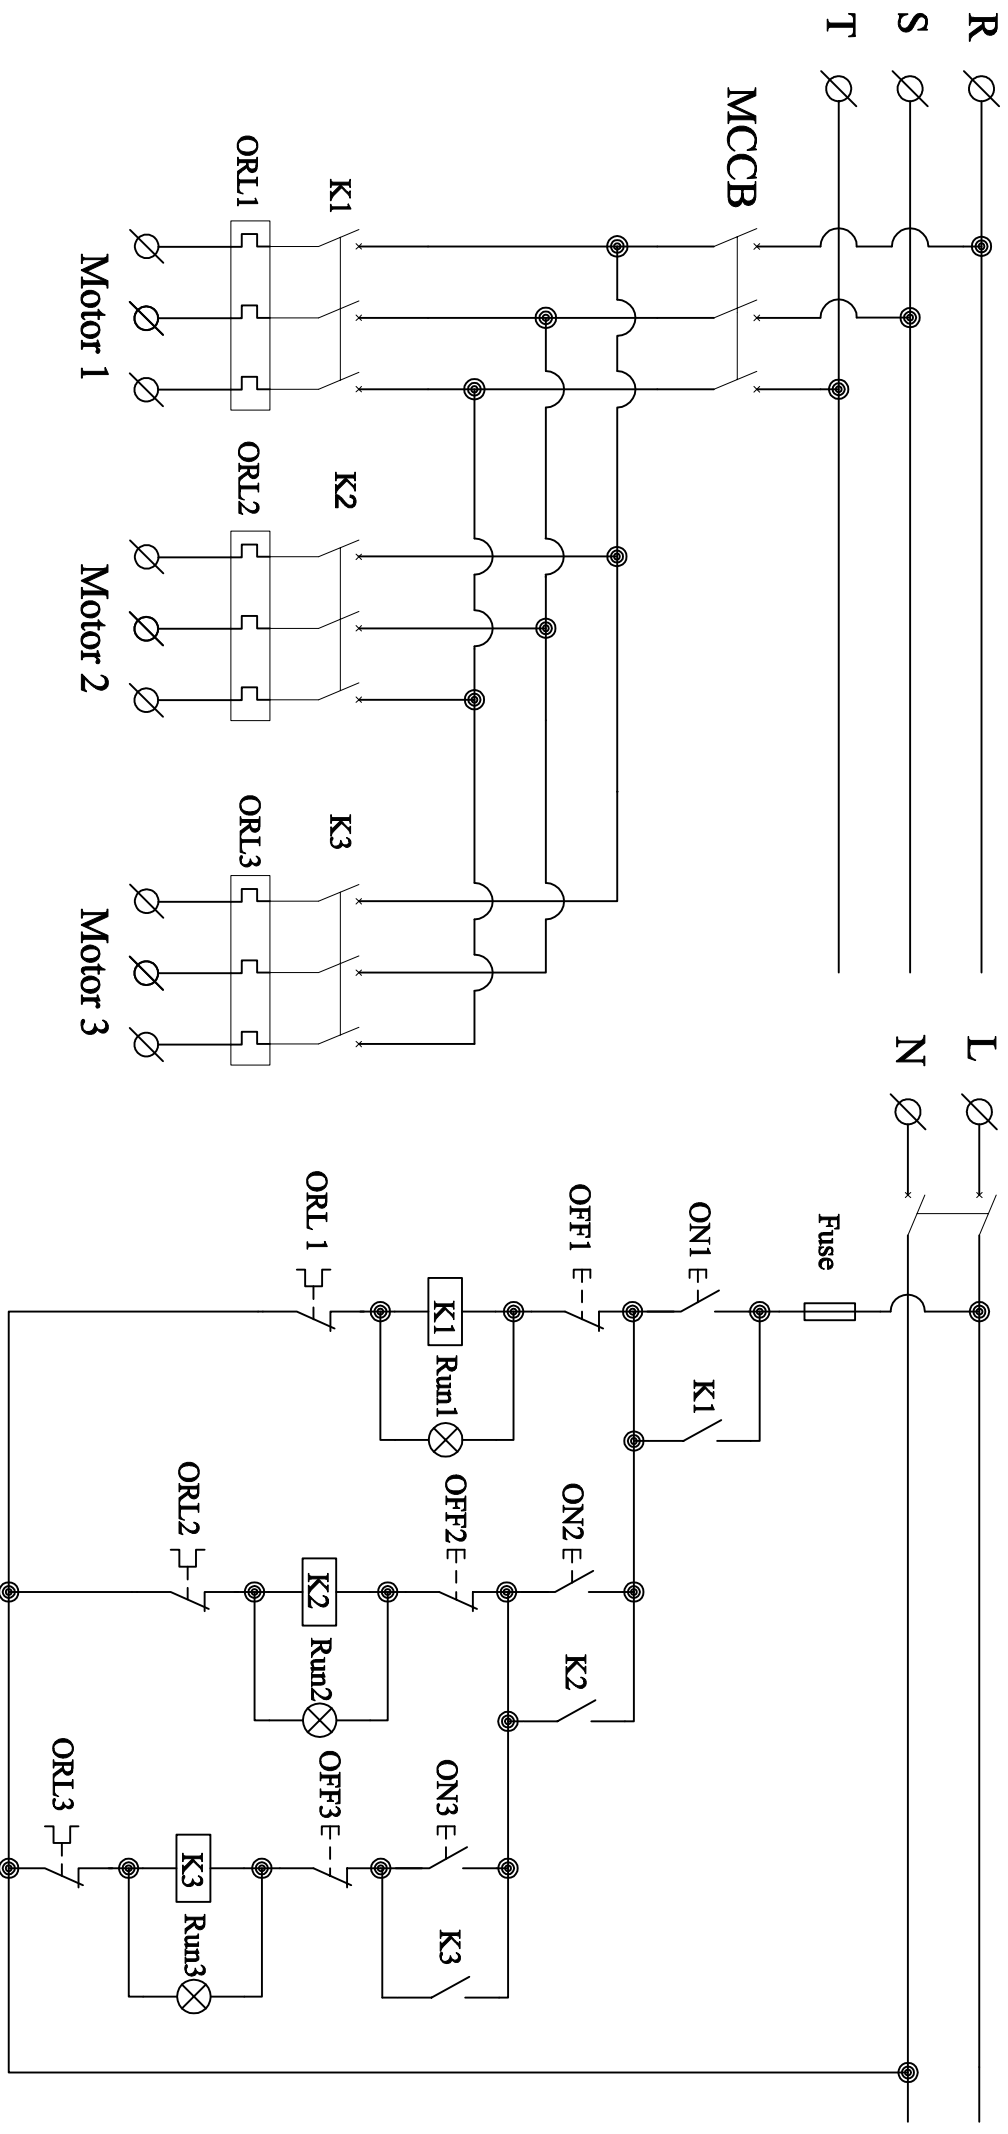 R
S
T
MCCB
K1
ORL1
Motor 1
K2
ORL2
Motor 2
K3
ORL3
Motor 3
L
N
Fuse
ON1
K1
OFF1
K1
Run1
ORL 1
ON2
K2
OFF2
K2
Run2
ORL2
ON3
K3
OFF3
K3
Run3
ORL3